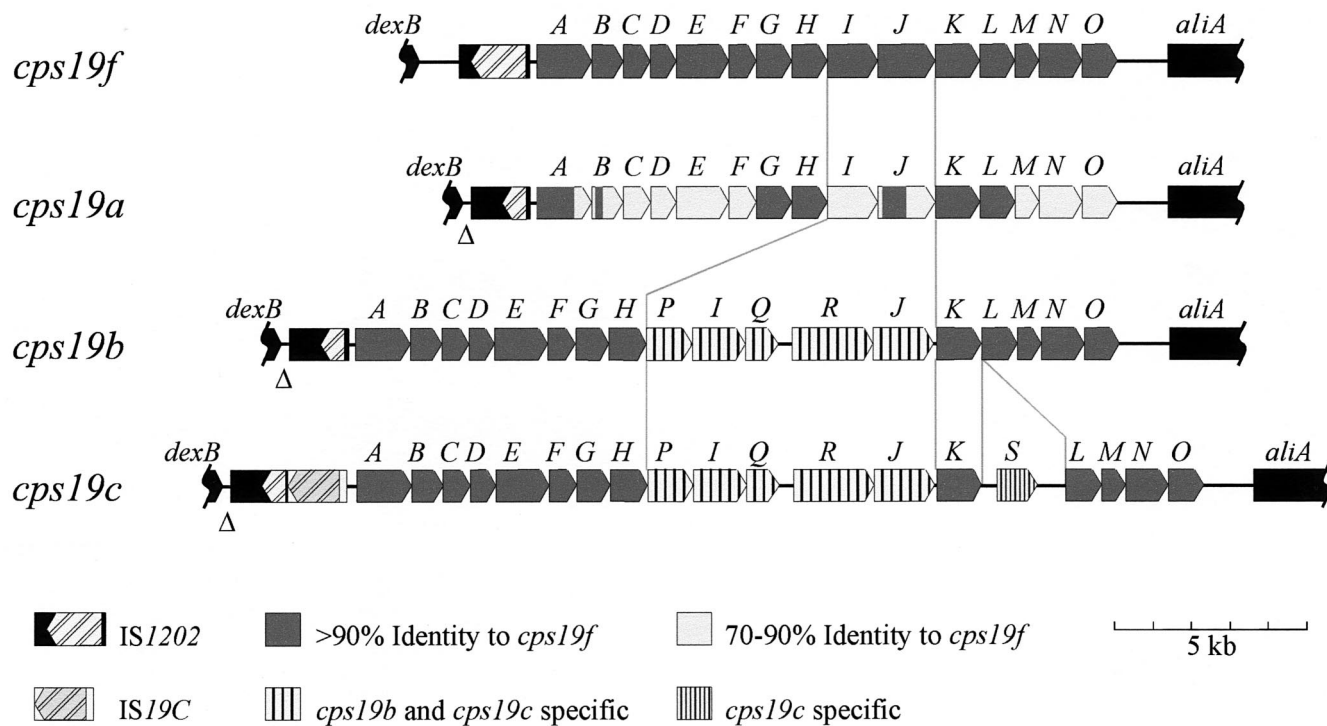 A B C D E F G H I J K L M N O
dexB aliA
cps19f
A B C D E F G H I J K L M N O
dexB aliA
cps19a
Δ
A B C D E F G H P I Q R J K L M N O
dexB aliA
cps19b
Δ
A B C D E F G H P I Q R J K S L M N O
dexB aliA
cps19c
Δ
IS1202 >90% Identity to cps19f 70-90% Identity to cps19f
5 kb
IS19C cps19b and cps19c specific cps19c specific